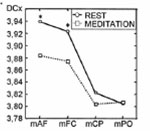 DCx
REST
MEDITATION
3,94
3,92
3,90
3,88
3,86
3,84
3,82
3,80
3,78
* *
mAF mFC mCP mPO